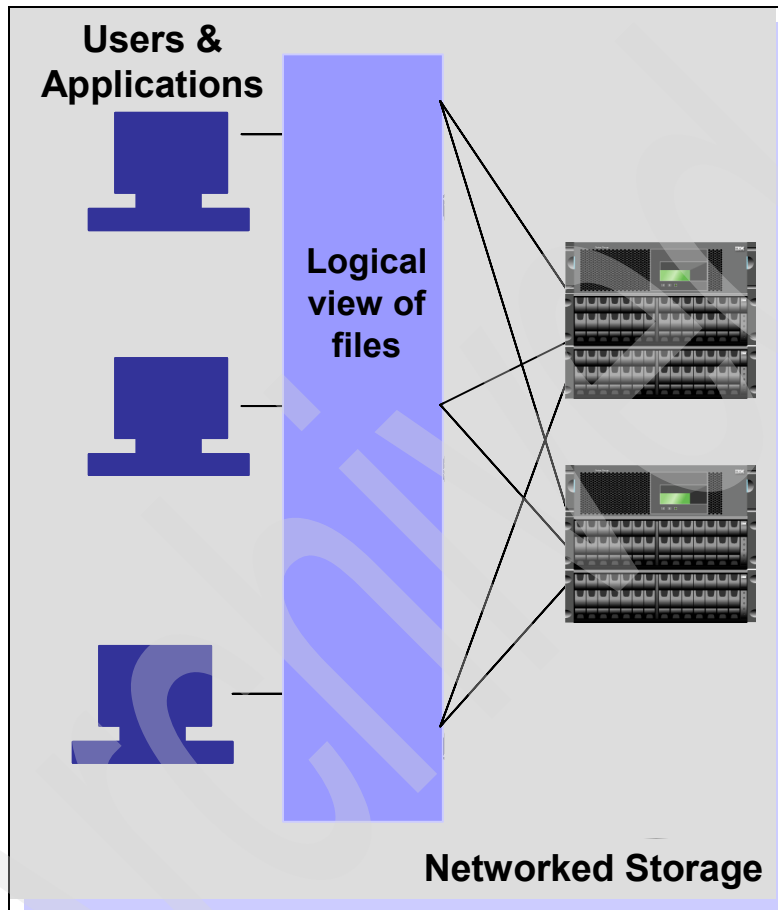 Users &
Applications
Logical
view of
files
Networked Storage